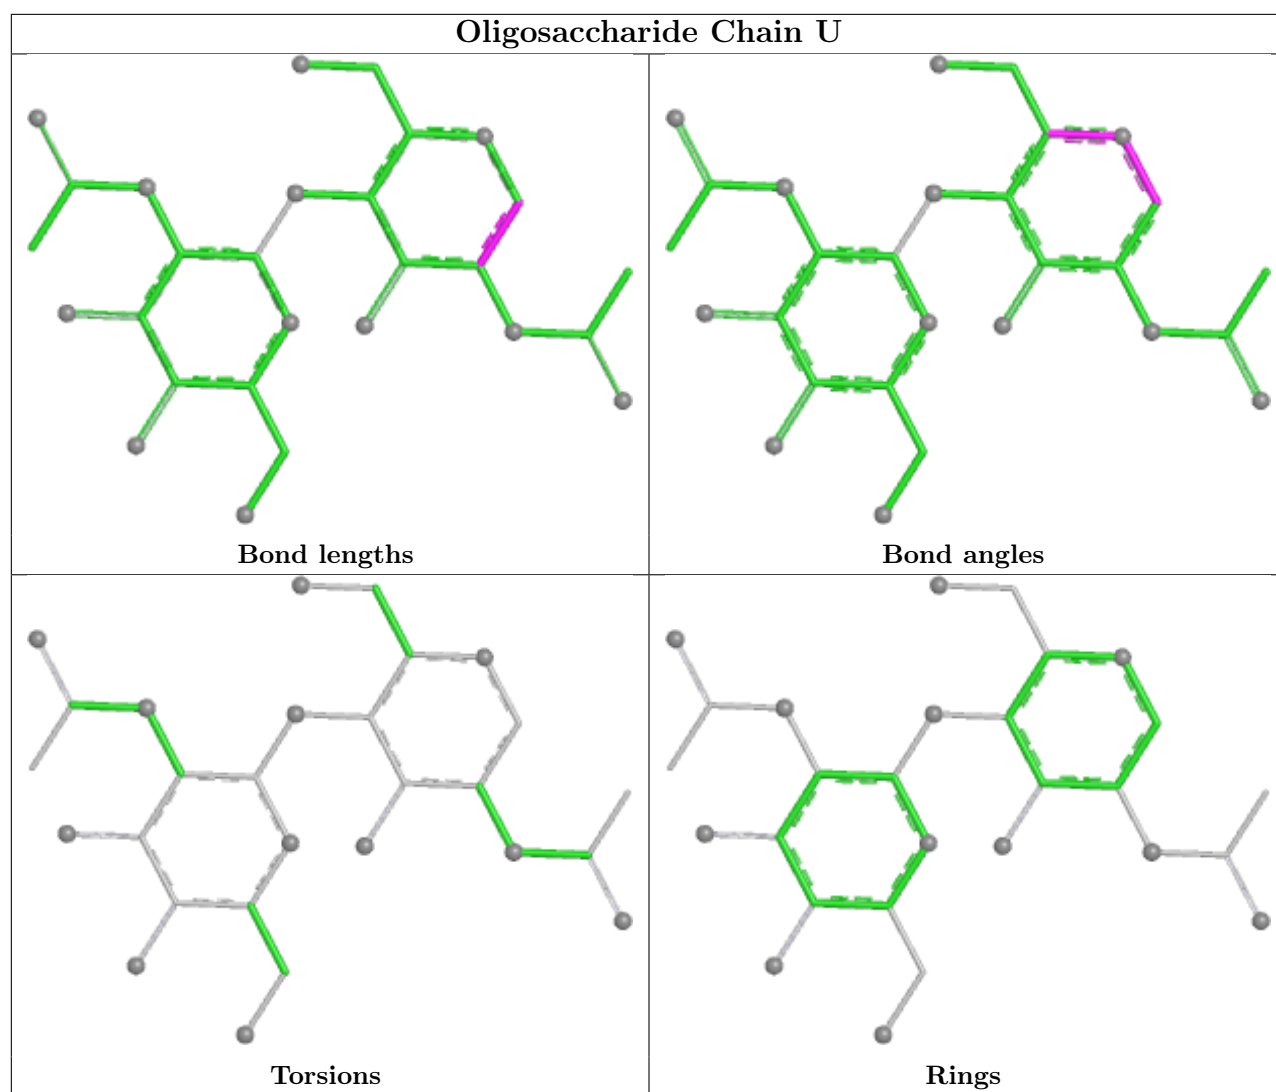 Oligosaccharide Chain U
Bond lengths
Bond angles
Torsions
Rings